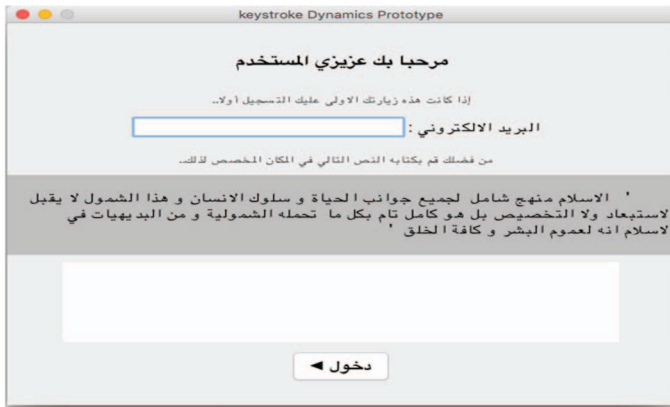 keystroke Dynamics Prototype
مرحبا بك عزيزي المستخدم
إذا كانت هذه زيارتك الاولى عليك التسجيل أولا..
البريد الالكتروني :
من فضلك قم بكتابه النص التالي في المكان المخصص لذلك..
' الاسلام منهج شامل لجميع جوانب الحياة و سلوك الانسان و هذا الشمول لا يقبل
لاستبعاد ولا التخصيص بل هو كامل تام بكل ما تحمله الشمولية و من البديهيات في
لاسلام انه لعموم البشر و كافة الخلق '
دخول ◄